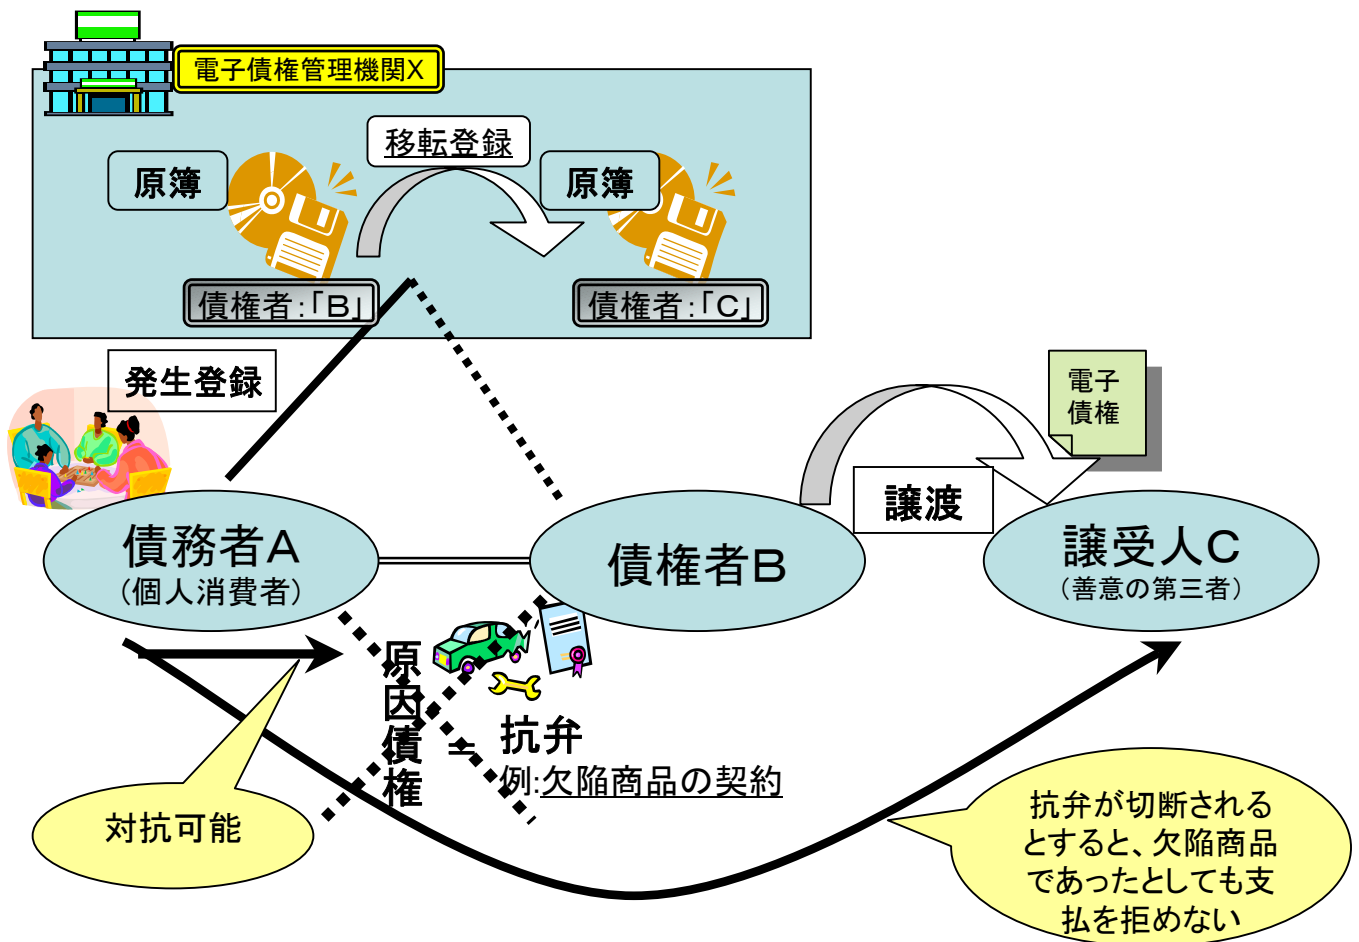 電子債権管理機関X
移転登録
原簿
原簿
債権者:「B」
債権者:「C」
発生登録
電子
債権
譲渡
債務者A
(個人消費者)
債権者B
譲受人C
(善意の第三者)
原因債権
=
抗弁
例:欠陥商品の契約
対抗可能
抗弁が切断される
とすると、欠陥商品
であったとしても支
払を拒めない